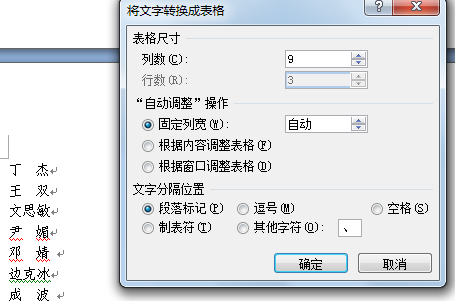 将文字转换成表格
表格尺寸
列数(C): 9
行数(R): 3
“自动调整”操作
固定列宽(W): 自动
根据内容调整表格(F)
根据窗口调整表格(D)
文字分隔位置
段落标记(P) 逗号(M) 空格(S)
制表符(T) 其他字符(O): 、
确定 取消
丁 杰
王 双
文思敏
尹 媚
邓 婧
边克冰
成 波